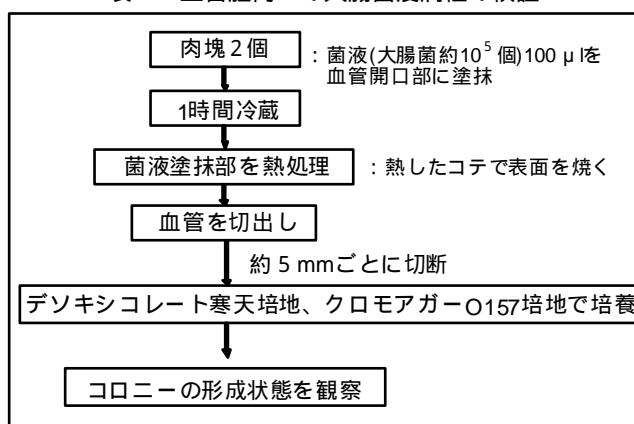 肉塊2個
：菌液(大腸菌約10⁵個)100μlを
血管開口部に塗抹
1時間冷蔵
菌液塗抹部を熱処理
：熱したコテで表面を焼く
血管を切出し
約5mmごとに切断
デソキシコレート寒天培地、クロモアガーO157培地で培養
コロニーの形成状態を観察